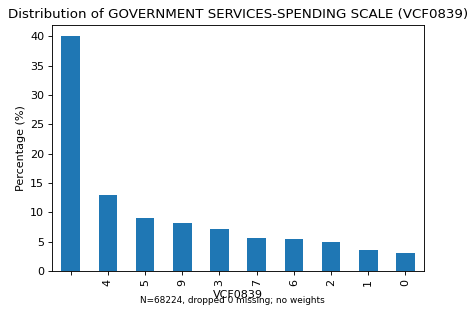 Distribution of GOVERNMENT SERVICES-SPENDING SCALE (VCF0839)
40
35
30
25
20
15
10
5
0
Percentage (%)
4 5 9 3 7 6 2 1 0
VCF0839
N=68224, dropped 0 missing; no weights